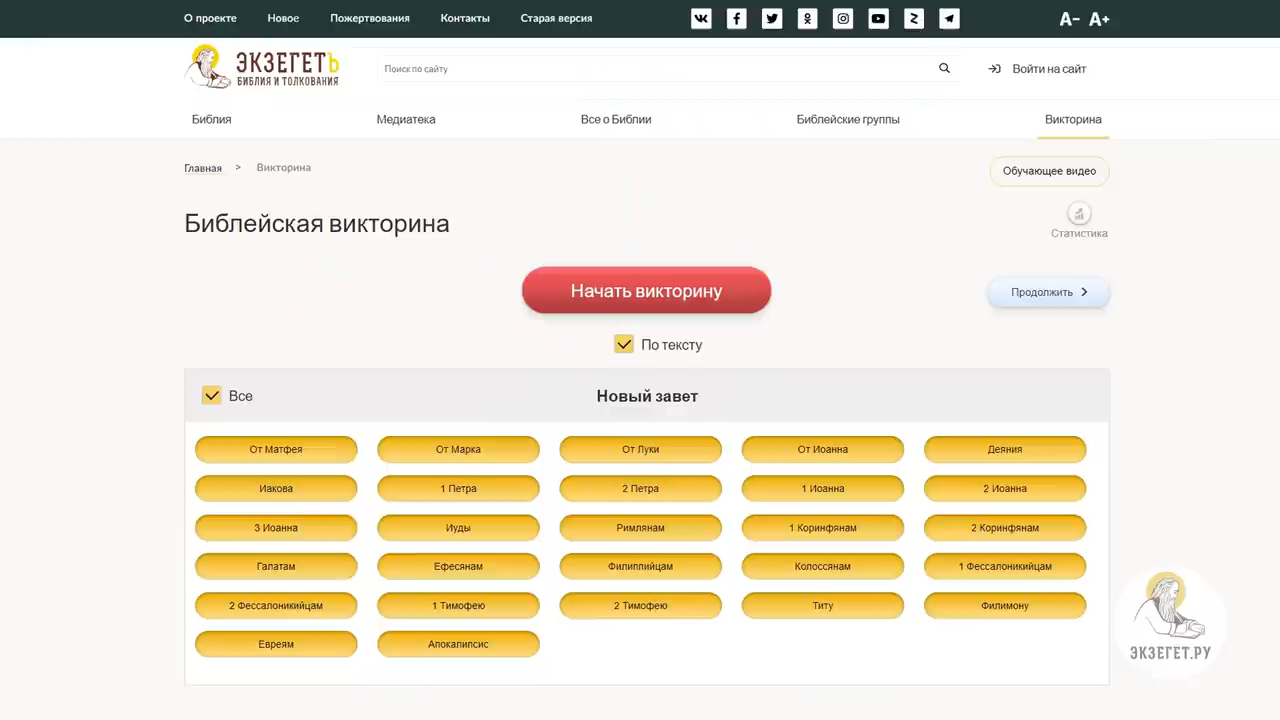 О проекте Новое Пожертвования Контакты Старая версия A- A+
ЭКЗЕГЕТЪ
БИБЛИЯ И ТОЛКОВАНИЯ
Поиск по сайту
Войти на сайт
Библия Медиатека Все о Библии Библейские группы Викторина
Главная > Викторина
Обучающее видео
Библейская викторина
Статистика
Начать викторину
Продолжить
По тексту
Все Новый завет
От Матфея От Марка От Луки От Иоанна Деяния
Иакова 1 Петра 2 Петра 1 Иоанна 2 Иоанна
3 Иоанна Иуды Римлянам 1 Коринфянам 2 Коринфянам
Галатам Ефесянам Филиппийцам Колоссянам 1 Фессалоникийцам
2 Фессалоникийцам 1 Тимофею 2 Тимофею Титу Филимону
Евреям Апокалипсис
ЭКЗЕГЕТ.РУ